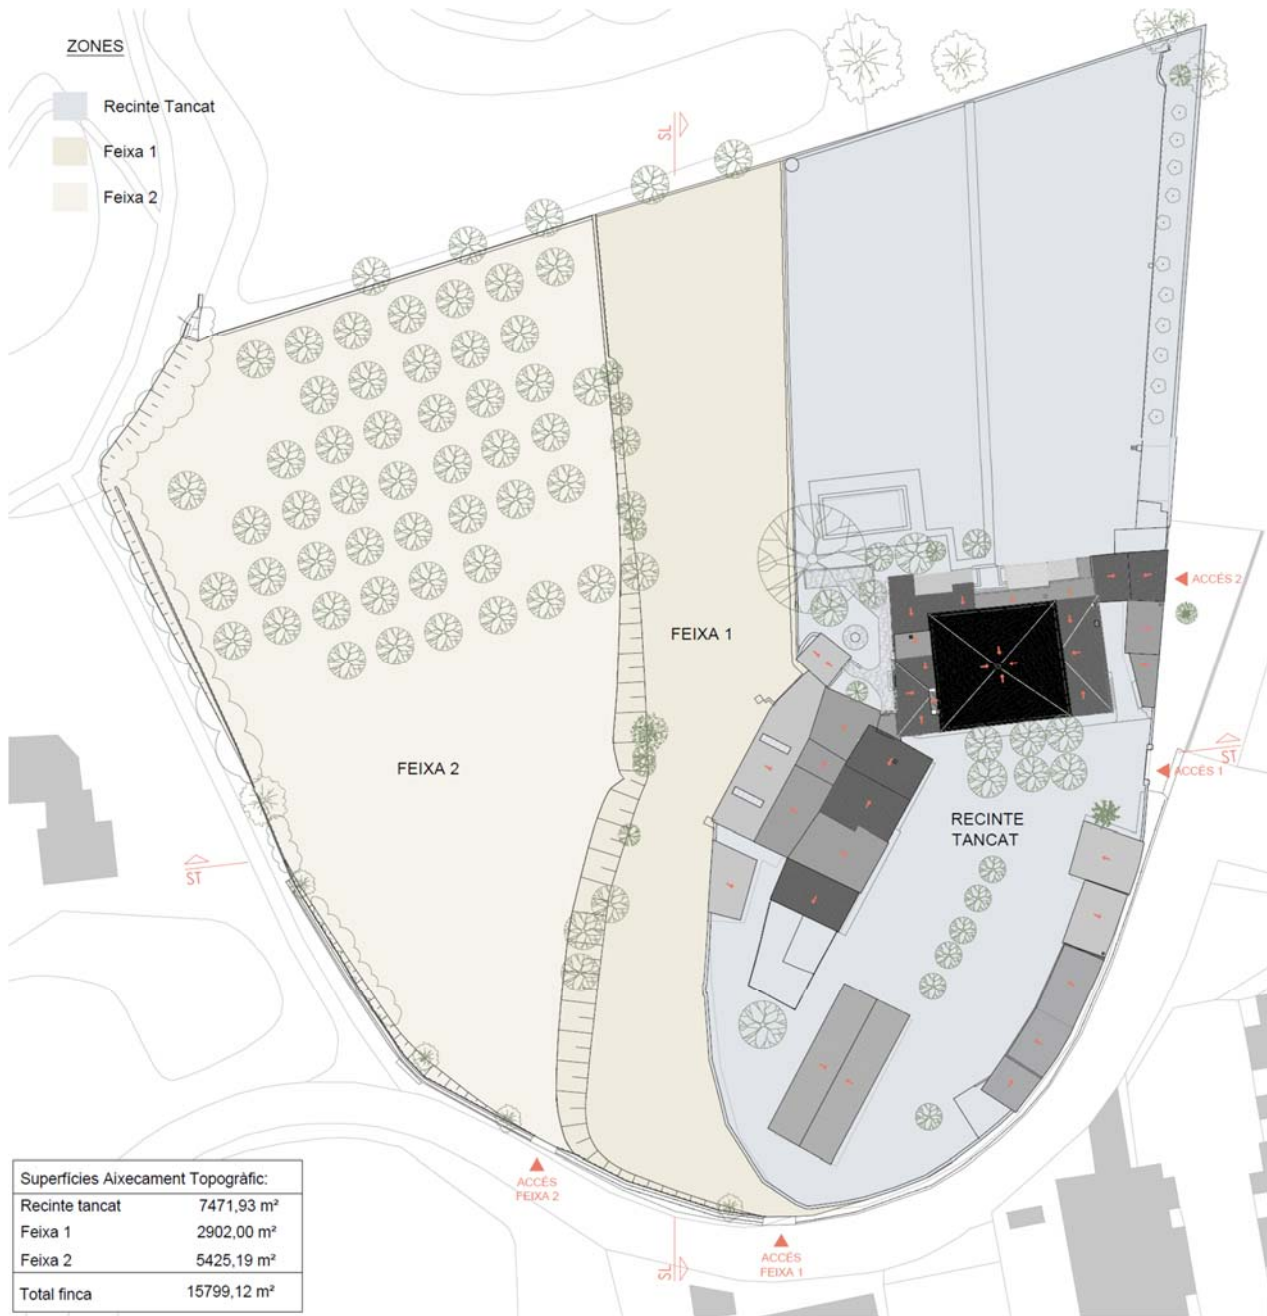 ZONES
Recinte Tancat
Feixa 1
Feixa 2
SL
ACCÉS 2
FEIXA 1
ST
ACCÉS 1
FEIXA 2
RECINTE
TANCAT
ST
ACCÉS
FEIXA 2
ACCÉS
FEIXA 1
SL
Superfícies Aixecament Topogràfic:
Recinte tancat 7471,93 m²
Feixa 1 2902,00 m²
Feixa 2 5425,19 m²
Total finca 15799,12 m²